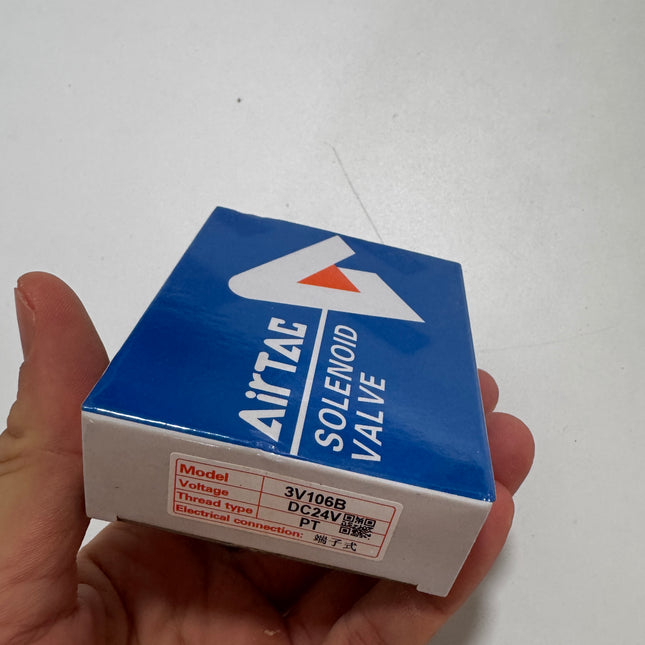 AirTAC
SOLENOID
VALVE
Model 3V106B
Voltage DC24V
Thread type PT
Electrical connection: 端子式